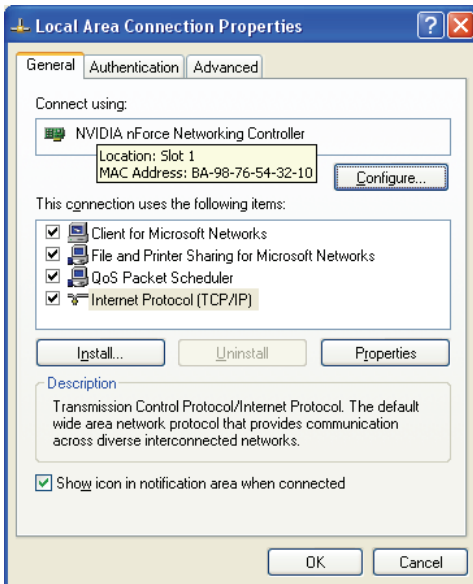 Local Area Connection Properties
General
Authentication
Advanced
Connect using:
NVIDIA nForce Networking Controller
Location: Slot 1
MAC Address: BA-98-76-54-32-10
Configure...
This connection uses the following items:
Client for Microsoft Networks
File and Printer Sharing for Microsoft Networks
QoS Packet Scheduler
Internet Protocol (TCP/IP)
Install...
Uninstall
Properties
Description
Transmission Control Protocol/Internet Protocol. The default
wide area network protocol that provides communication
across diverse interconnected networks.
Show icon in notification area when connected
OK
Cancel